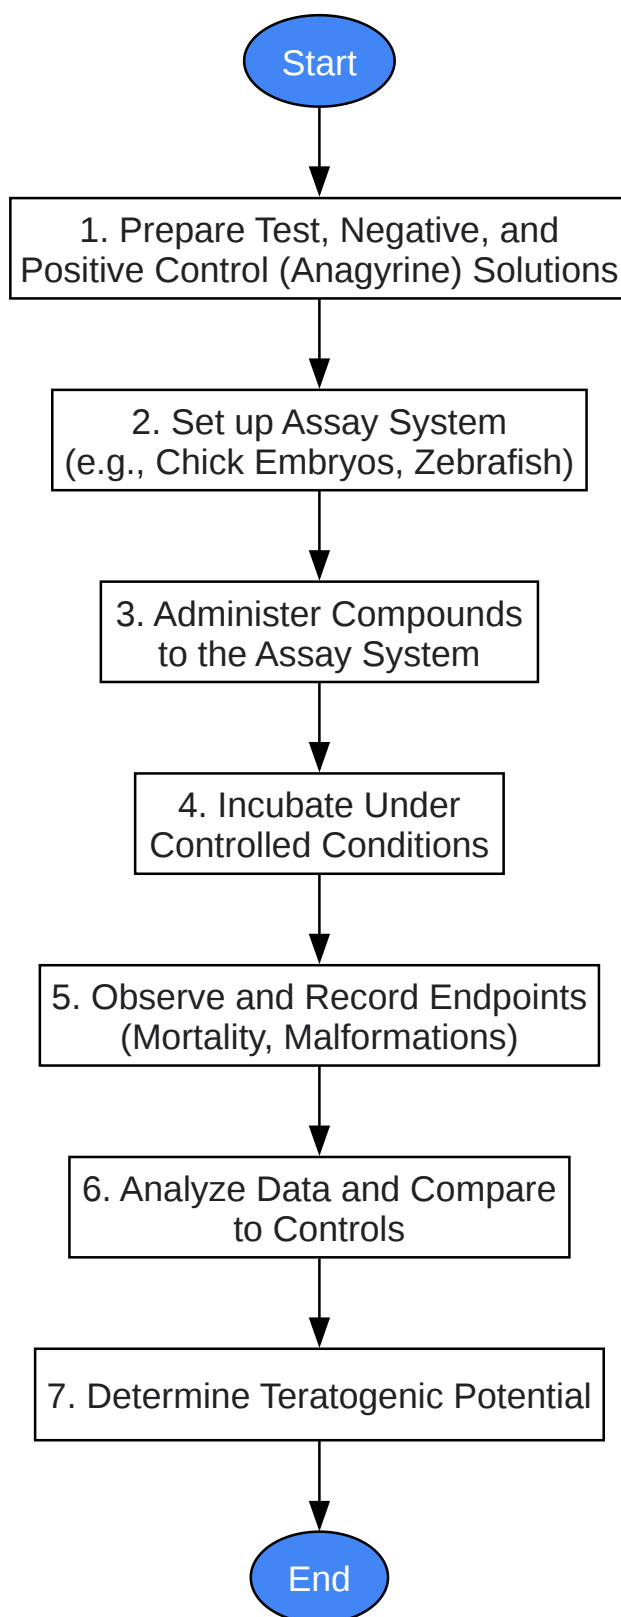 Start
1. Prepare Test, Negative, and
Positive Control (Anagyrine) Solutions
2. Set up Assay System
(e.g., Chick Embryos, Zebrafish)
3. Administer Compounds
to the Assay System
4. Incubate Under
Controlled Conditions
5. Observe and Record Endpoints
(Mortality, Malformations)
6. Analyze Data and Compare
to Controls
7. Determine Teratogenic Potential
End